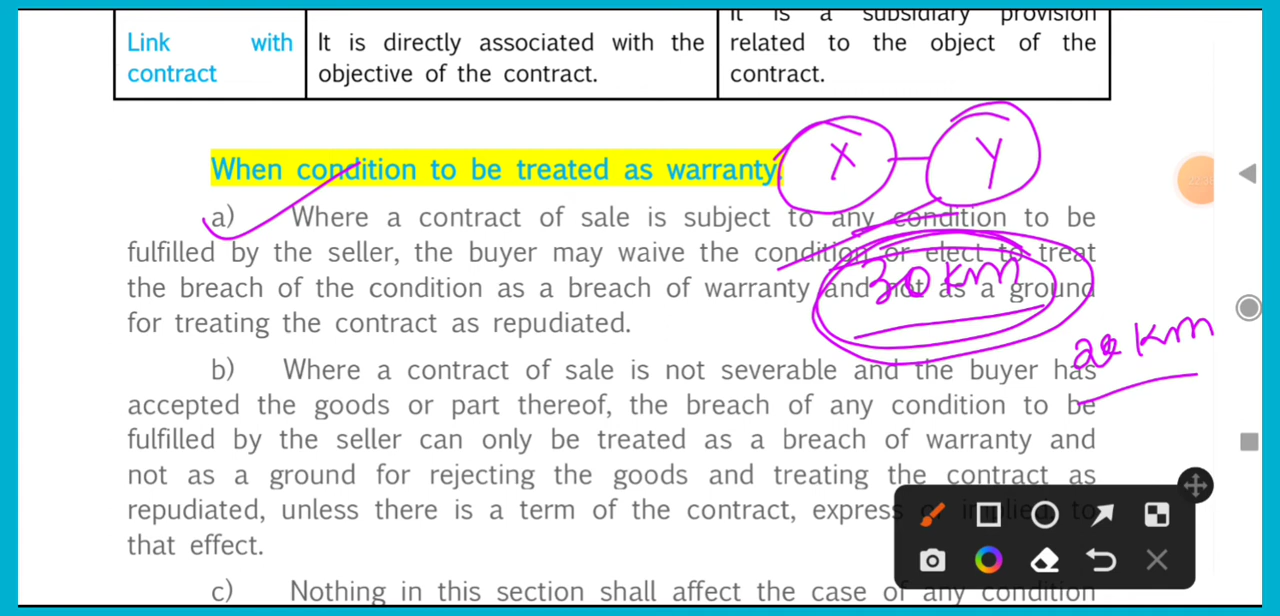 It is a subsidiary provision
Link with It is directly associated with the related to the object of the
contract objective of the contract. contract.
When condition to be treated as warranty X Y
a) Where a contract of sale is subject to any condition to be
fulfilled by the seller, the buyer may waive the condition or elect to treat
the breach of the condition as a breach of warranty and not as a ground
30 km
for treating the contract as repudiated.
km
b) Where a contract of sale is not severable and the buyer has
accepted the goods or part thereof, the breach of any condition to be
fulfilled by the seller can only be treated as a breach of warranty and
not as a ground for rejecting the goods and treating the contract as
repudiated, unless there is a term of the contract, express or implied to
that effect.
c) Nothing in this section shall affect the case of any condition